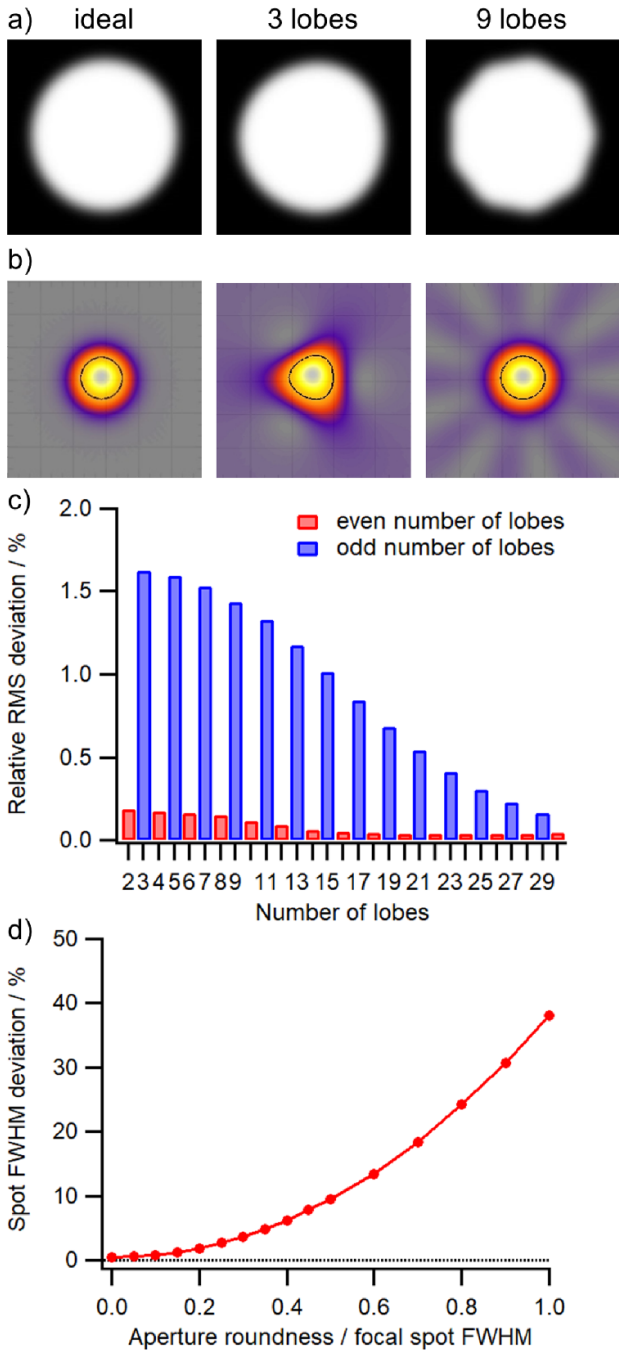 a) ideal 3 lobes 9 lobes
b)
c)
2.0
1.5
1.0
0.5
0.0
Relative RMS deviation / %
even number of lobes
odd number of lobes
2 3 4 5 6 7 8 9 11 13 15 17 19 21 23 25 27 29
Number of lobes
d)
50
40
30
20
10
0
Spot FWHM deviation / %
0.0 0.2 0.4 0.6 0.8 1.0
Aperture roundness / focal spot FWHM